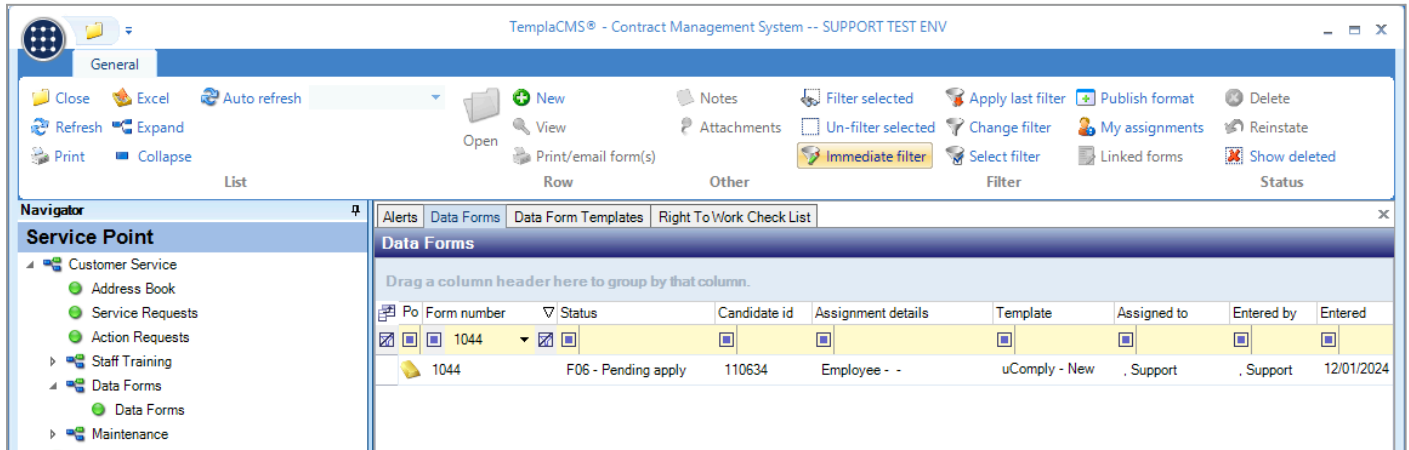 TemplaCMS® - Contract Management System -- SUPPORT TEST ENV
General
Close Excel Auto refresh New Notes Filter selected Apply last filter Publish format Delete
Refresh Expand Open View Attachments Un-filter selected Change filter My assignments Reinstate
Print Collapse Print/email form(s) Immediate filter Select filter Linked forms Show deleted
List Row Other Filter Status
Navigator
Service Point
Customer Service
Address Book
Service Requests
Action Requests
Staff Training
Data Forms
Data Forms
Maintenance
Alerts Data Forms Data Form Templates Right To Work Check List
Data Forms
Drag a column header here to group by that column.
Po Form number Status Candidate id Assignment details Template Assigned to Entered by Entered
1044
1044 F06 - Pending apply 110634 Employee - - uComply - New , Support , Support 12/01/2024